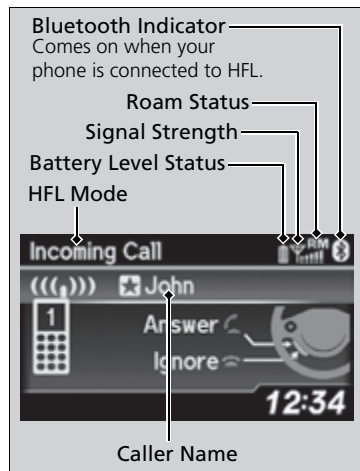 Bluetooth Indicator
Comes on when your
phone is connected to HFL.
Roam Status
Signal Strength
Battery Level Status
HFL Mode
Incoming Call RM
John
1
Answer
Ignore
12:34
Caller Name